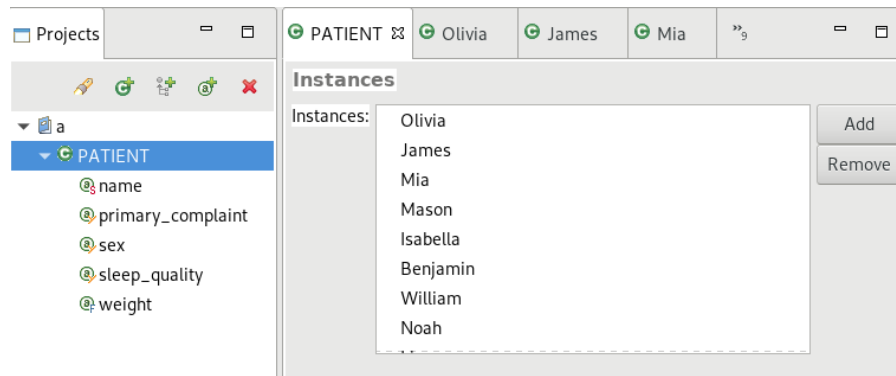 Projects
a
PATIENT
name
primary_complaint
sex
sleep_quality
weight
PATIENT Olivia James Mia »9
Instances
Instances:
Olivia
James
Mia
Mason
Isabella
Benjamin
William
Noah
Add
Remove